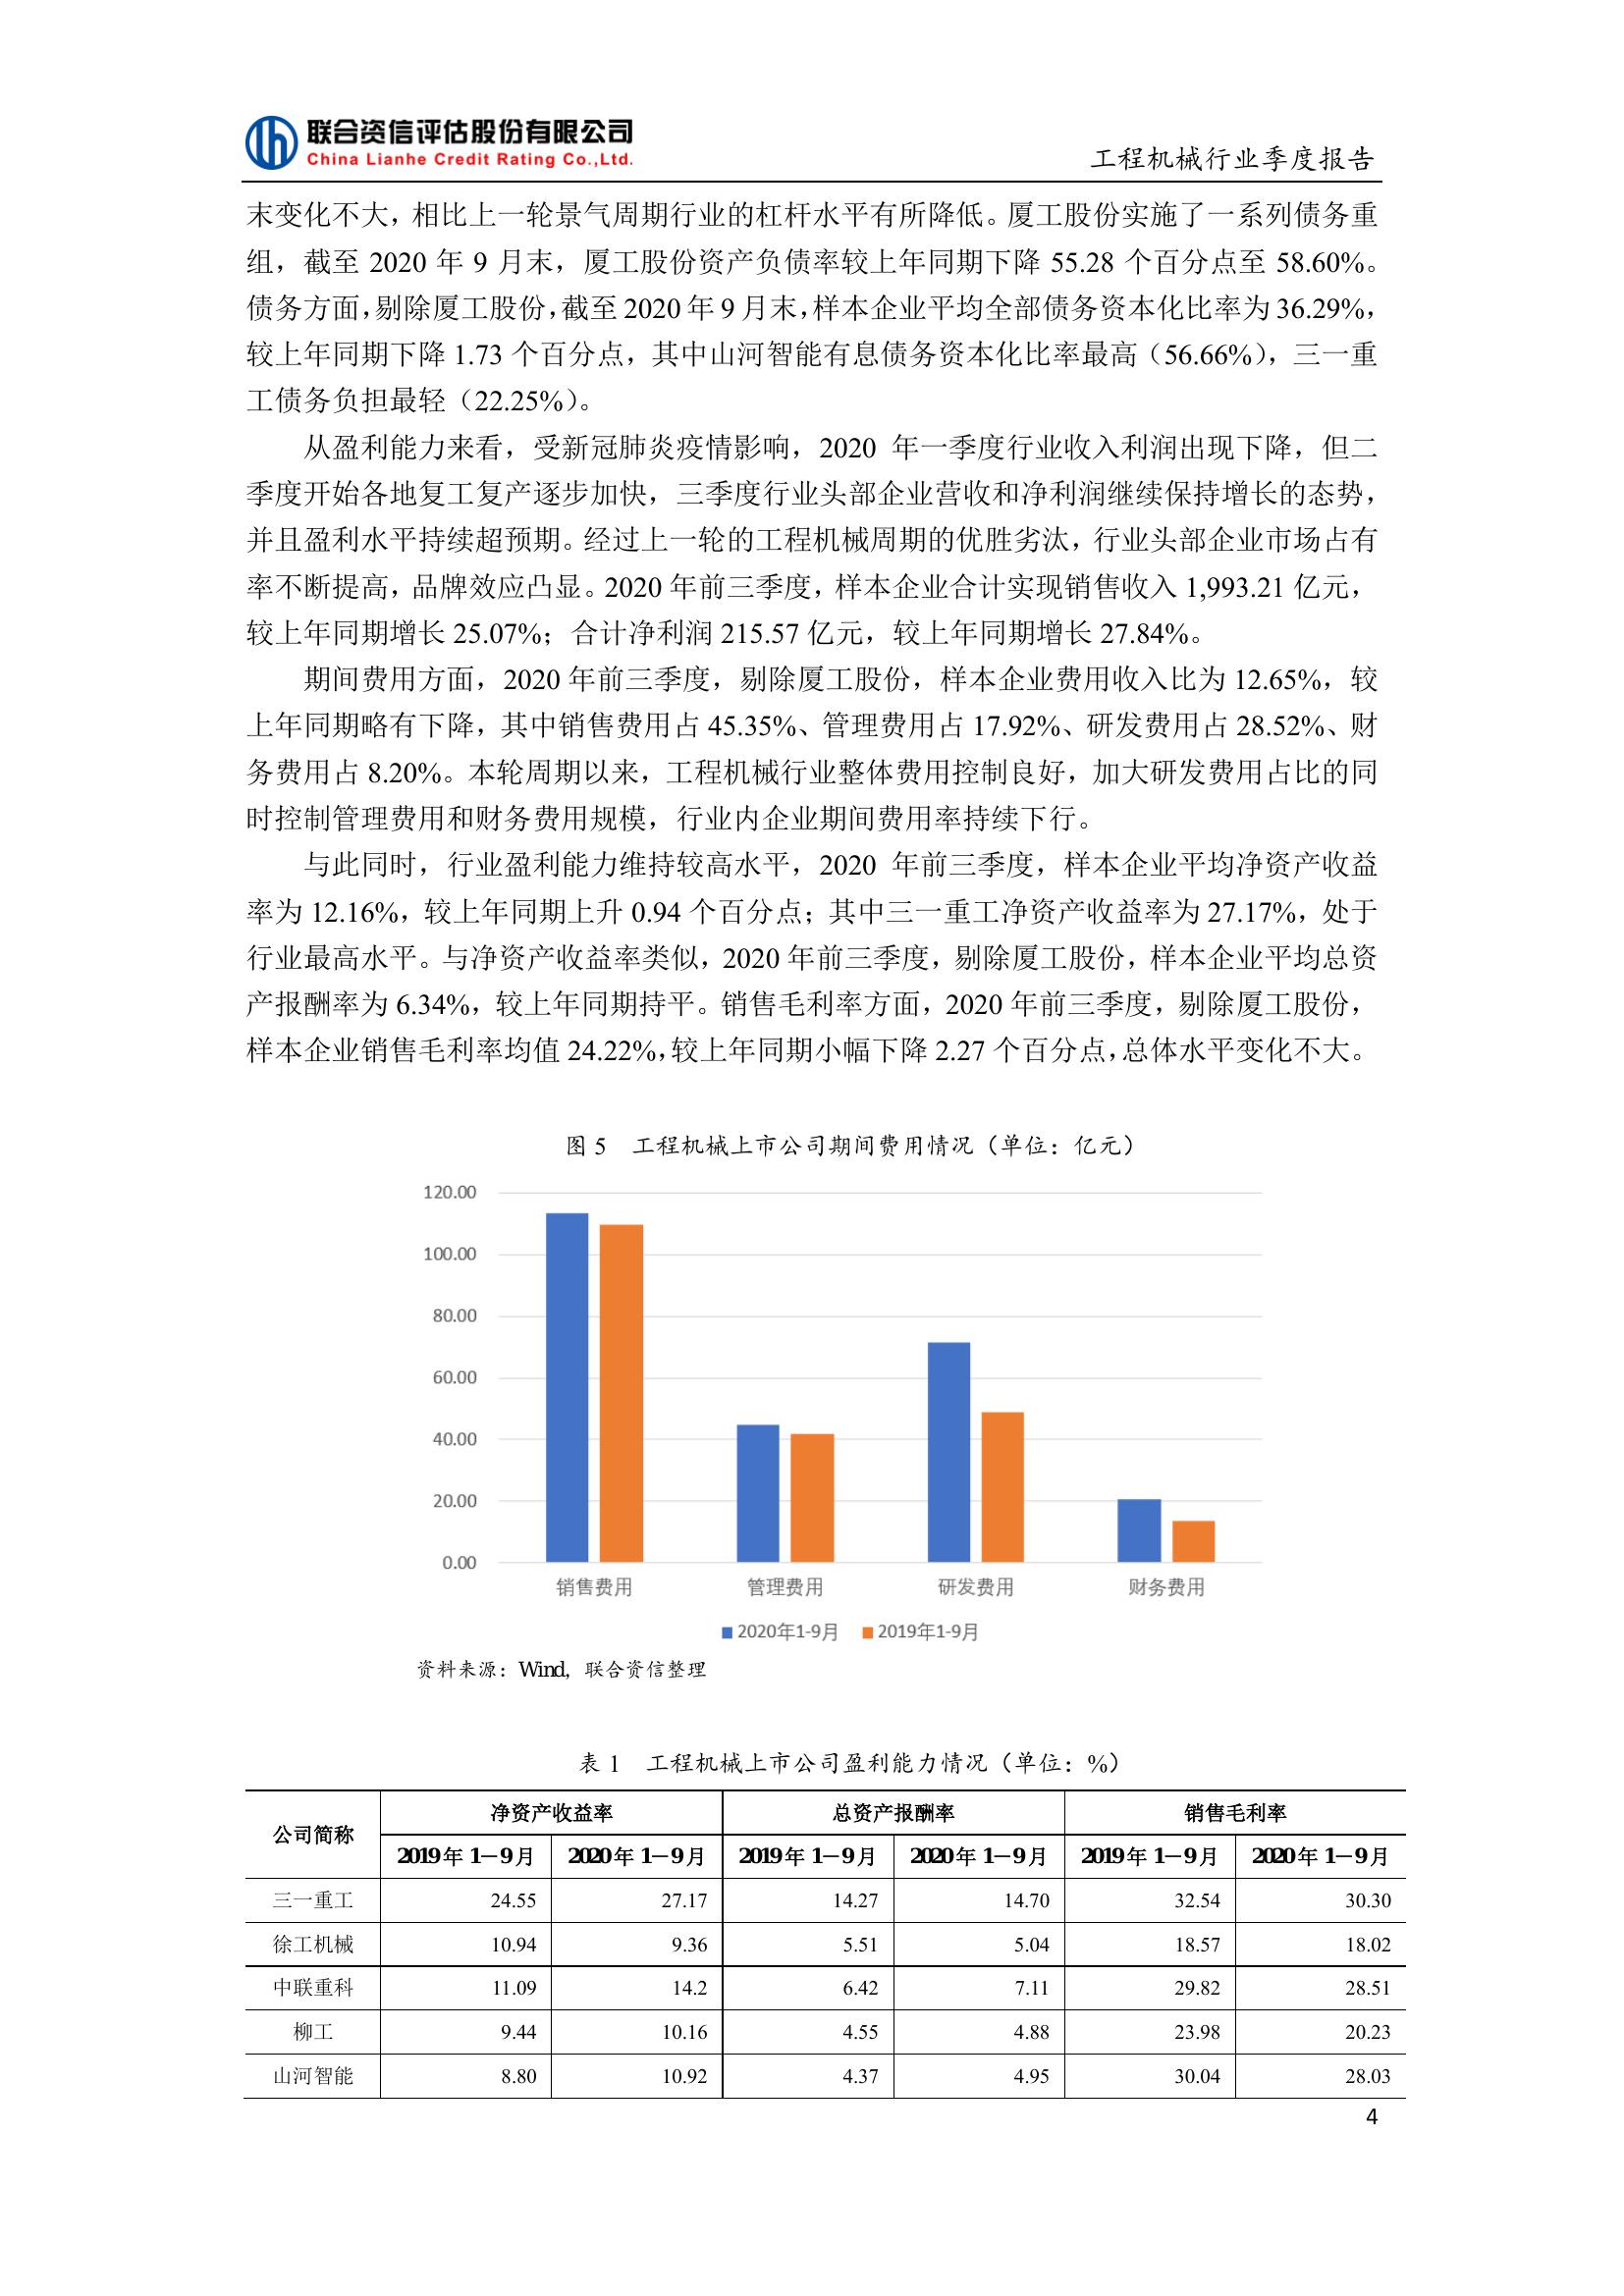 联合资信评估股份有限公司
China Lianhe Credit Rating Co.,Ltd.
工程机械行业季度报告
末变化不大，相比上一轮景气周期行业的杠杆水平有所降低。厦工股份实施了一系列债务重
组，截至 2020 年 9 月末，厦工股份资产负债率较上年同期下降 55.28 个百分点至 58.60%。
债务方面，剔除厦工股份，截至 2020 年 9 月末，样本企业平均全部债务资本化比率为 36.29%，
较上年同期下降 1.73 个百分点，其中山河智能有息债务资本化比率最高（56.66%），三一重
工债务负担最轻（22.25%）。
从盈利能力来看，受新冠肺炎疫情影响，2020 年一季度行业收入利润出现下降，但二
季度开始各地复工复产逐步加快，三季度行业头部企业营收和净利润继续保持增长的态势，
并且盈利水平持续超预期。经过上一轮的工程机械周期的优胜劣汰，行业头部企业市场占有
率不断提高，品牌效应凸显。2020 年前三季度，样本企业合计实现销售收入 1,993.21 亿元，
较上年同期增长 25.07%；合计净利润 215.57 亿元，较上年同期增长 27.84%。
期间费用方面，2020 年前三季度，剔除厦工股份，样本企业费用收入比为 12.65%，较
上年同期略有下降，其中销售费用占 45.35%、管理费用占 17.92%、研发费用占 28.52%、财
务费用占 8.20%。本轮周期以来，工程机械行业整体费用控制良好，加大研发费用占比的同
时控制管理费用和财务费用规模，行业内企业期间费用率持续下行。
与此同时，行业盈利能力维持较高水平，2020 年前三季度，样本企业平均净资产收益
率为 12.16%，较上年同期上升 0.94 个百分点；其中三一重工净资产收益率为 27.17%，处于
行业最高水平。与净资产收益率类似，2020 年前三季度，剔除厦工股份，样本企业平均总资
产报酬率为 6.34%，较上年同期持平。销售毛利率方面，2020 年前三季度，剔除厦工股份，
样本企业销售毛利率均值 24.22%，较上年同期小幅下降 2.27 个百分点，总体水平变化不大。
图 5 工程机械上市公司期间费用情况（单位：亿元）
120.00
100.00
80.00
60.00
40.00
20.00
0.00
销售费用 管理费用 研发费用 财务费用
2020年1-9月 2019年1-9月
资料来源：Wind，联合资信整理
表 1 工程机械上市公司盈利能力情况（单位：%）
公司简称 净资产收益率 总资产报酬率 销售毛利率
2019年 1－9月 2020年 1－9月 2019年 1－9月 2020年 1－9月 2019年 1－9月 2020年 1－9月
三一重工 24.55 27.17 14.27 14.70 32.54 30.30
徐工机械 10.94 9.36 5.51 5.04 18.57 18.02
中联重科 11.09 14.2 6.42 7.11 29.82 28.51
柳工 9.44 10.16 4.55 4.88 23.98 20.23
山河智能 8.80 10.92 4.37 4.95 30.04 28.03
4